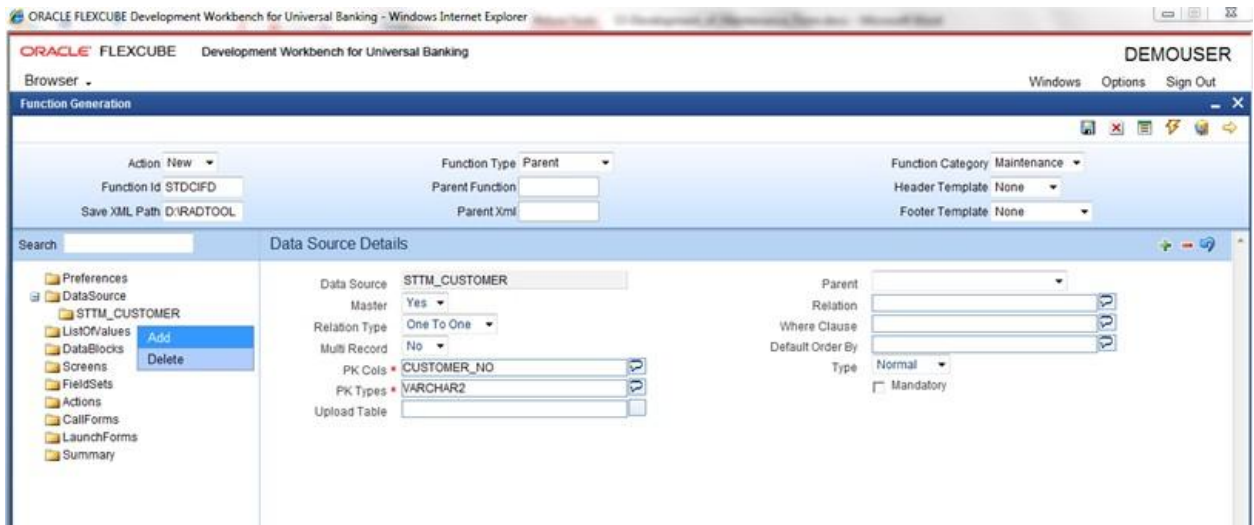 ORACLE FLEXCUBE Development Workbench for Universal Banking - Windows Internet Explorer
ORACLE FLEXCUBE Development Workbench for Universal Banking
DEMOUSER
Browser
Windows Options Sign Out
Function Generation
Action New Function Type Parent Function Category Maintenance
Function Id STDCIFD Parent Function Header Template None
Save XML Path D:\RADTOOL Parent Xml Footer Template None
Search
Data Source Details
Preferences
DataSource
STTM_CUSTOMER
ListOfValues
DataBlocks
Screens
FieldSets
Actions
CallForms
LaunchForms
Summary
Add
Delete
Data Source STTM_CUSTOMER
Master Yes
Relation Type One To One
Multi Record No
PK Cols * CUSTOMER_NO
PK Types * VARCHAR2
Upload Table
Parent
Relation
Where Clause
Default Order By
Type Normal
Mandatory